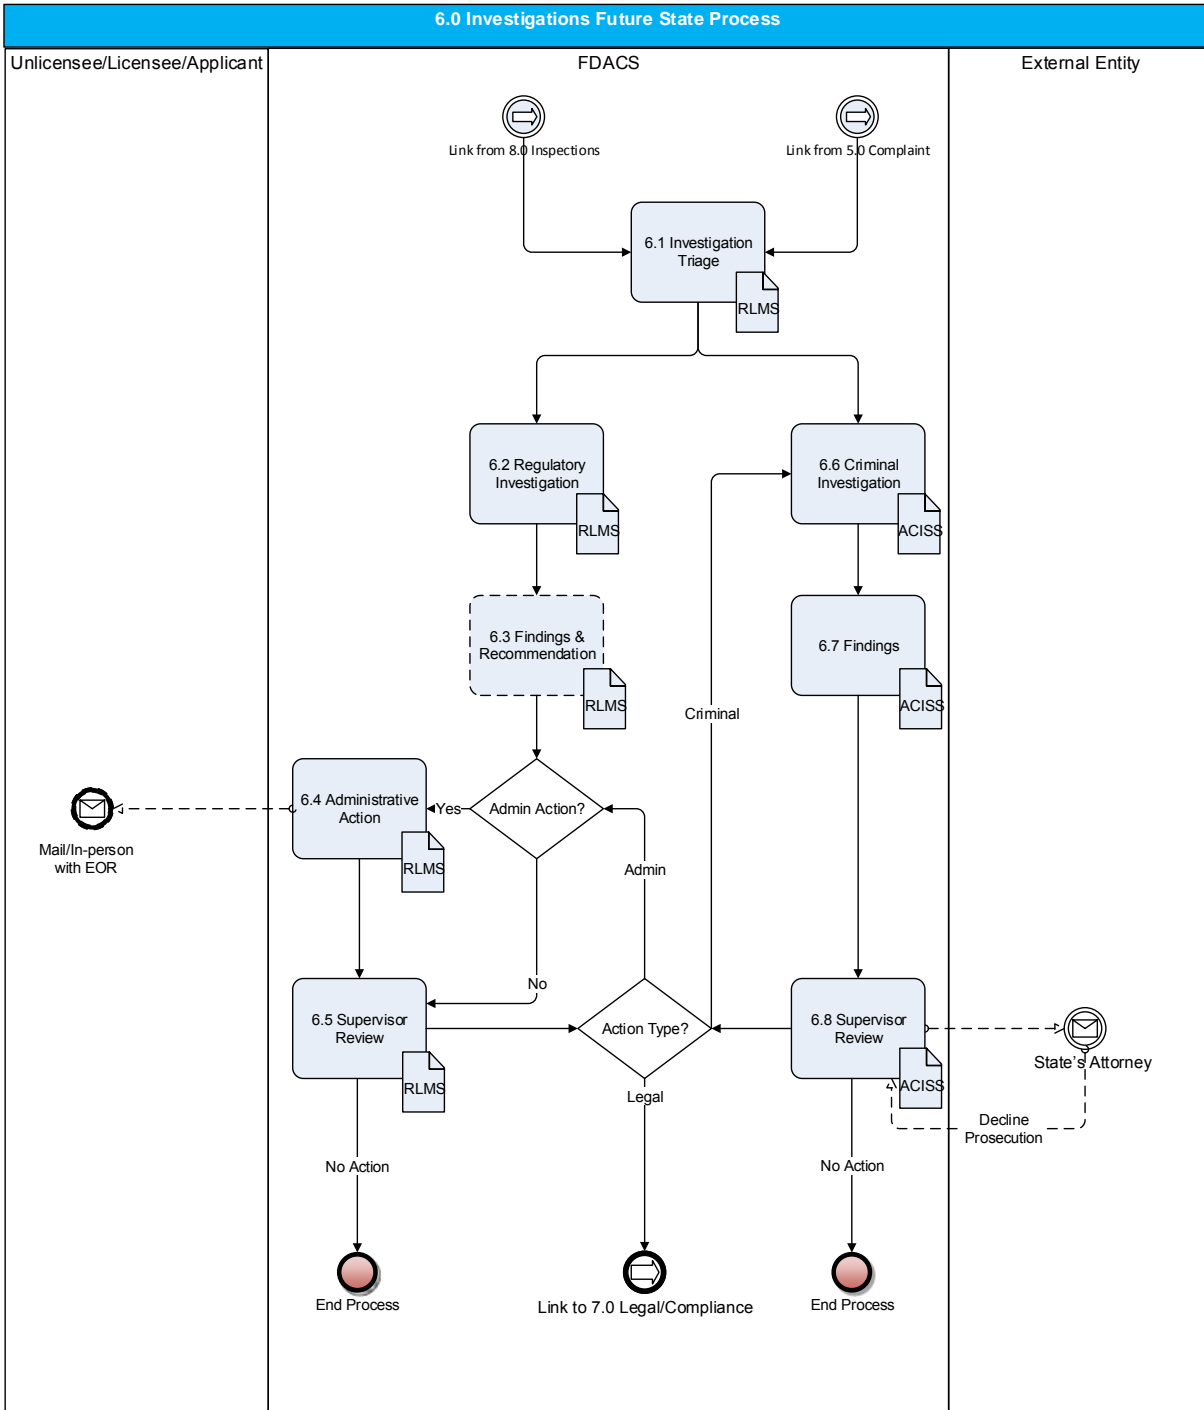 6.0 Investigations Future State Process
Unlicensee/Licensee/Applicant
FDACS
External Entity
Link from 8.0 Inspections
Link from 5.0 Complaint
6.1 Investigation
Triage
RLMS
6.2 Regulatory
Investigation
RLMS
6.6 Criminal
Investigation
ACISS
6.3 Findings &
Recommendation
RLMS
6.7 Findings
ACISS
Criminal
6.4 Administrative
Action
RLMS
Yes
Admin Action?
Mail/In-person
with EOR
Admin
No
6.5 Supervisor
Review
RLMS
Action Type?
6.8 Supervisor
Review
ACISS
State's Attorney
Legal
Decline
Prosecution
No Action
No Action
End Process
Link to 7.0 Legal/Compliance
End Process